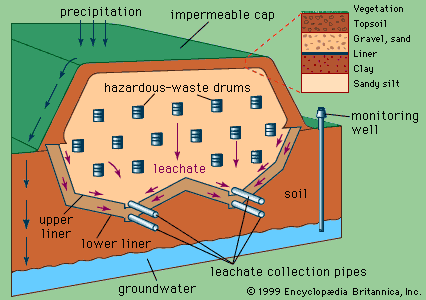 precipitation
impermeable cap
Vegetation
Topsoil
Gravel, sand
Liner
Clay
Sandy silt
hazardous-waste drums
monitoring
well
leachate
soil
upper
liner
lower liner
leachate collection pipes
groundwater
© 1999 Encyclopædia Britannica, Inc.